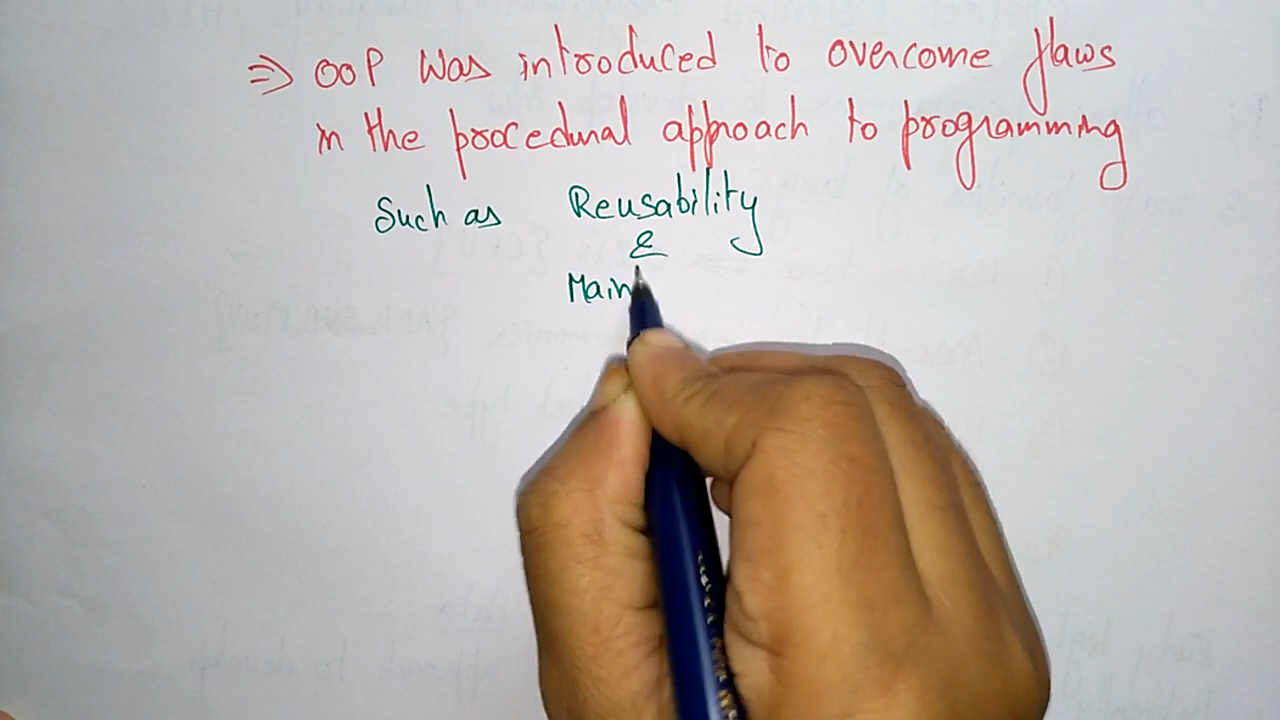 ⇒ OOP was introduced to overcome flaws
in the procedural approach to programming
Such as Reusability
&
Main